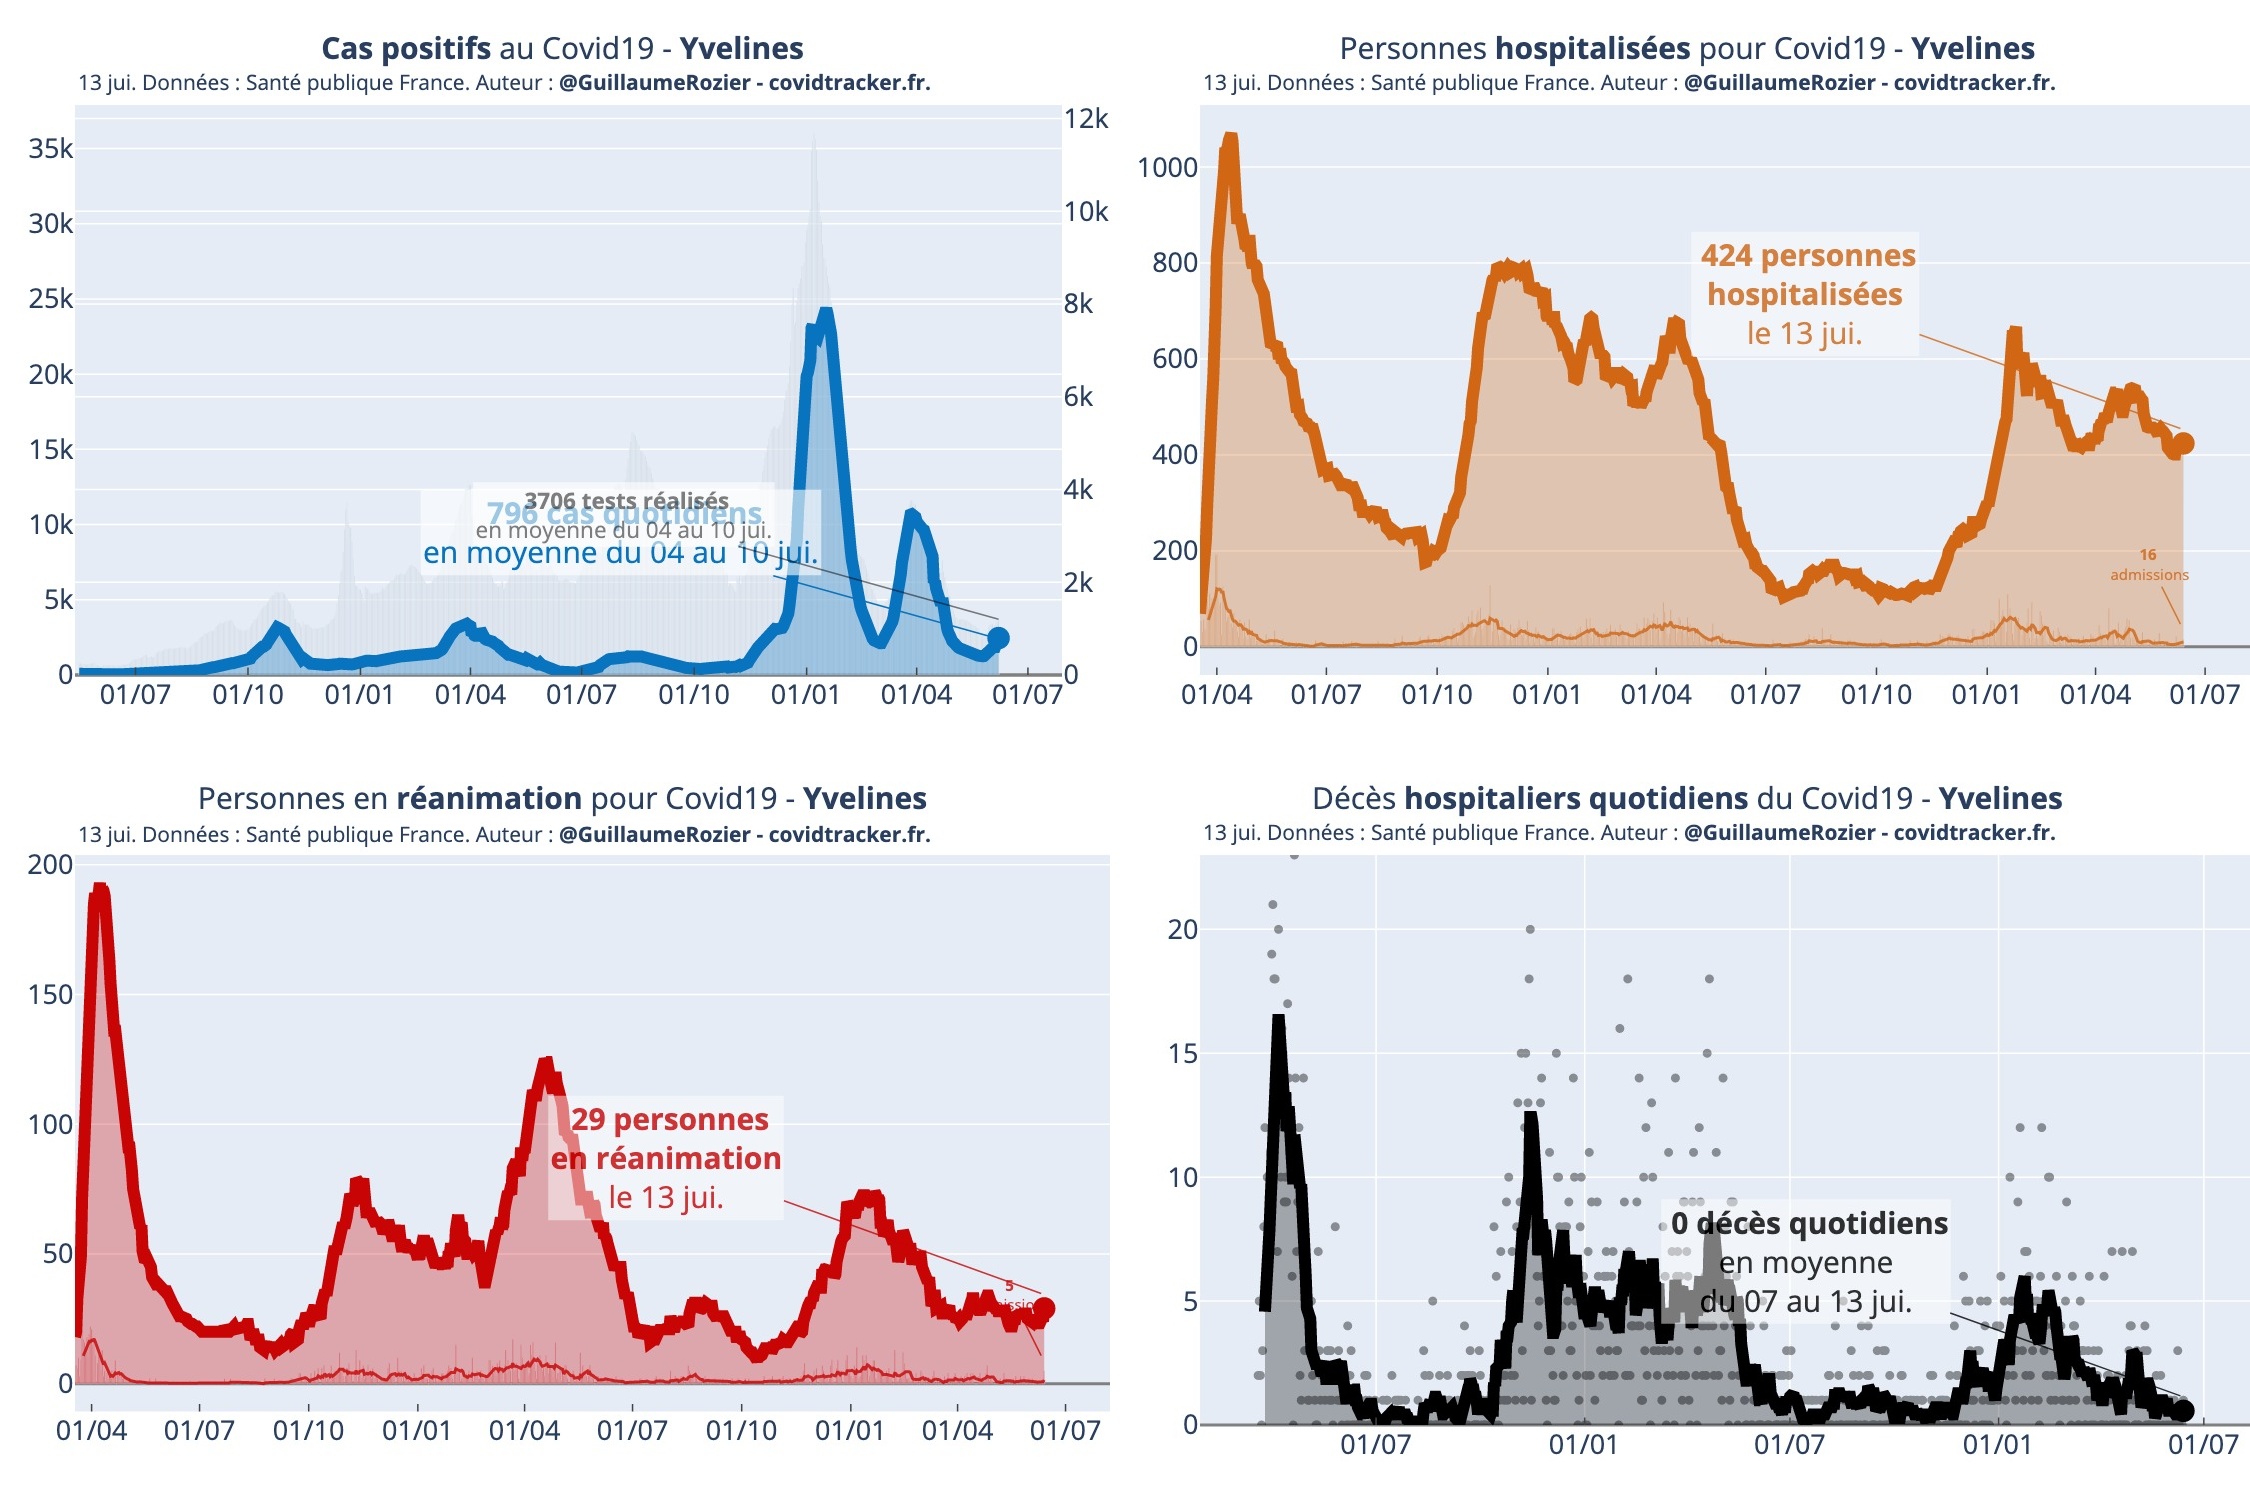 Cas positifs au Covid19 - Yvelines
13 jui. Données : Santé publique France. Auteur : @GuillaumeRozier - covidtracker.fr.
35k
30k
25k
20k
15k
10k
5k
0
12k
10k
8k
6k
4k
2k
0
3706 tests réalisés
en moyenne du 04 au 10 jui.
796 cas quotidiens
en moyenne du 04 au 10 jui.
01/07 01/10 01/01 01/04 01/07 01/10 01/01 01/04 01/07
Personnes hospitalisées pour Covid19 - Yvelines
13 jui. Données : Santé publique France. Auteur : @GuillaumeRozier - covidtracker.fr.
1000
800
600
400
200
0
424 personnes
hospitalisées
le 13 jui.
16
admissions
01/04 01/07 01/10 01/01 01/04 01/07 01/10 01/01 01/04 01/07
Personnes en réanimation pour Covid19 - Yvelines
13 jui. Données : Santé publique France. Auteur : @GuillaumeRozier - covidtracker.fr.
200
150
100
50
0
29 personnes
en réanimation
le 13 jui.
5
01/04 01/07 01/10 01/01 01/04 01/07 01/10 01/01 01/04 01/07
Décès hospitaliers quotidiens du Covid19 - Yvelines
13 jui. Données : Santé publique France. Auteur : @GuillaumeRozier - covidtracker.fr.
20
15
10
5
0
0 décès quotidiens
en moyenne
du 07 au 13 jui.
01/07 01/01 01/07 01/01 01/07